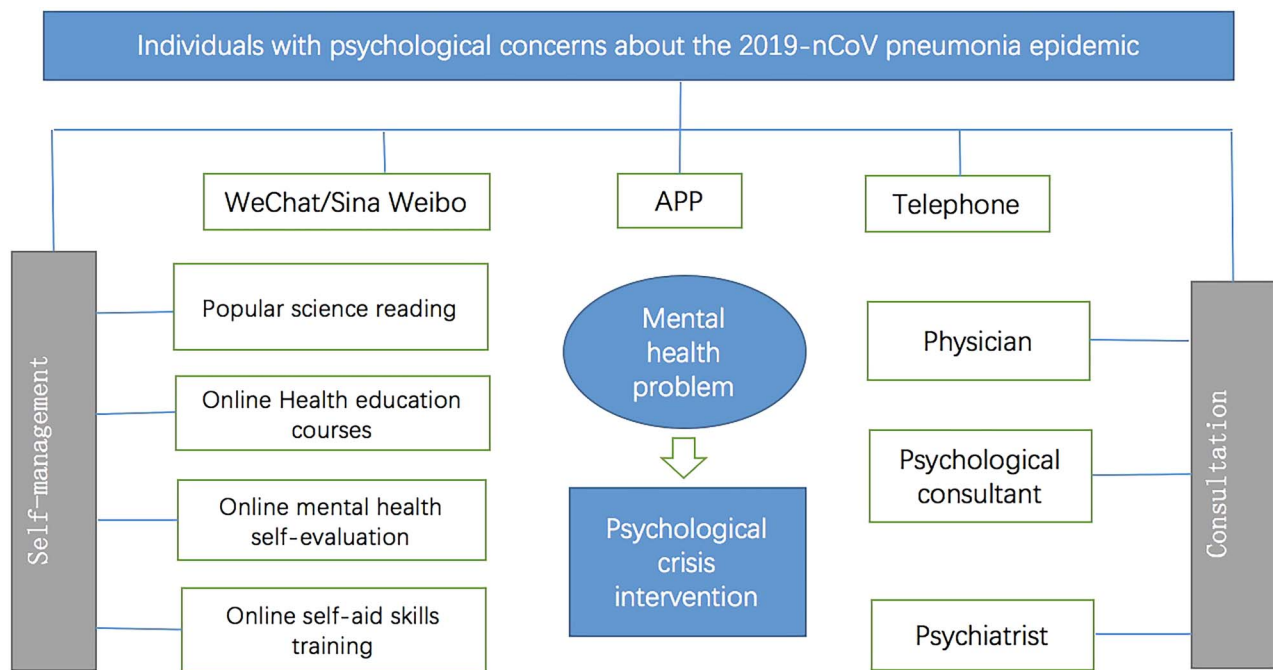 Individuals with psychological concerns about the 2019-nCoV pneumonia epidemic
WeChat/Sina Weibo
APP
Telephone
Self-management
Popular science reading
Online Health education
courses
Online mental health
self-evaluation
Online self-aid skills
training
Mental
health
problem
Psychological
crisis
intervention
Physician
Psychological
consultant
Psychiatrist
Consultation